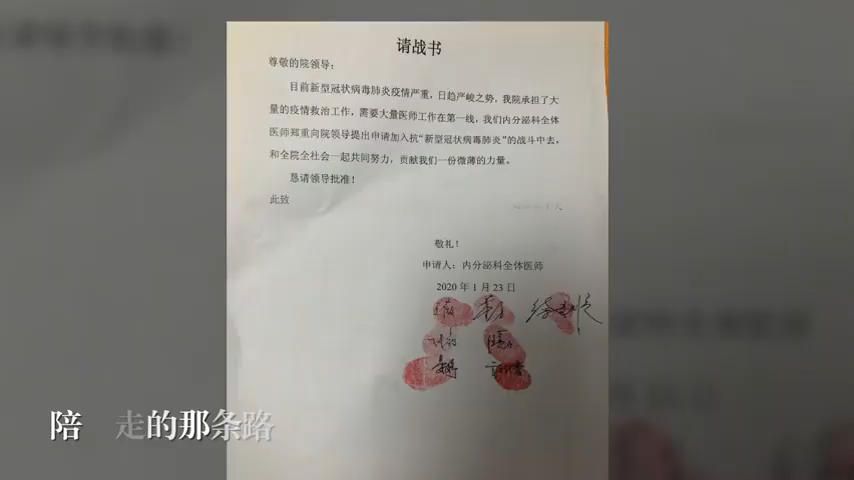 请战书
尊敬的院领导：
目前新型冠状病毒肺炎疫情严重，日趋严峻之势，我院承担了大
量的疫情救治工作，需要大量医师工作在第一线，我们内分泌科全体
医师郑重向院领导提出申请加入抗“新型冠状病毒肺炎”的战斗中去，
和全院全社会一起共同努力，贡献我们一份微薄的力量。
恳请领导批准！
此致
敬礼！
申请人：内分泌科全体医师
2020 年 1 月 23 日
陪 走的那条路